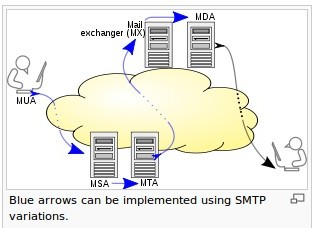 Mail
exchanger (MX)
MDA
MUA
MSA
MTA
Blue arrows can be implemented using SMTP
variations.